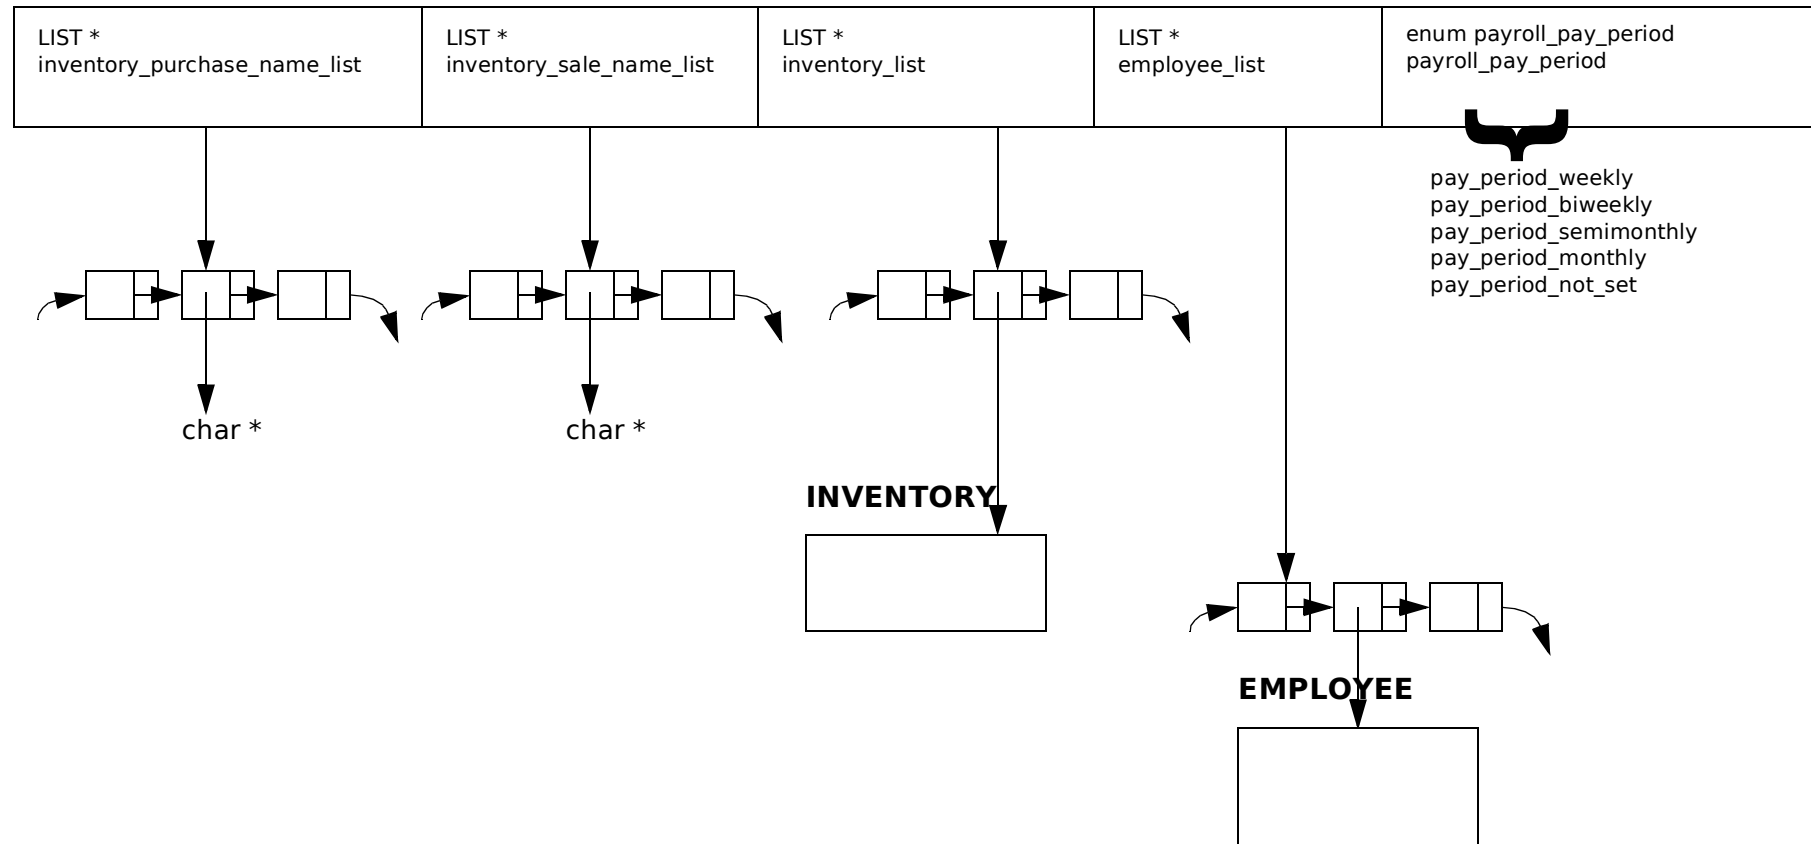 LIST *
inventory_purchase_name_list
LIST *
inventory_sale_name_list
LIST *
inventory_list
LIST *
employee_list
enum payroll_pay_period
payroll_pay_period
pay_period_weekly
pay_period_biweekly
pay_period_semimonthly
pay_period_monthly
pay_period_not_set
char *
char *
INVENTORY
EMPLOYEE